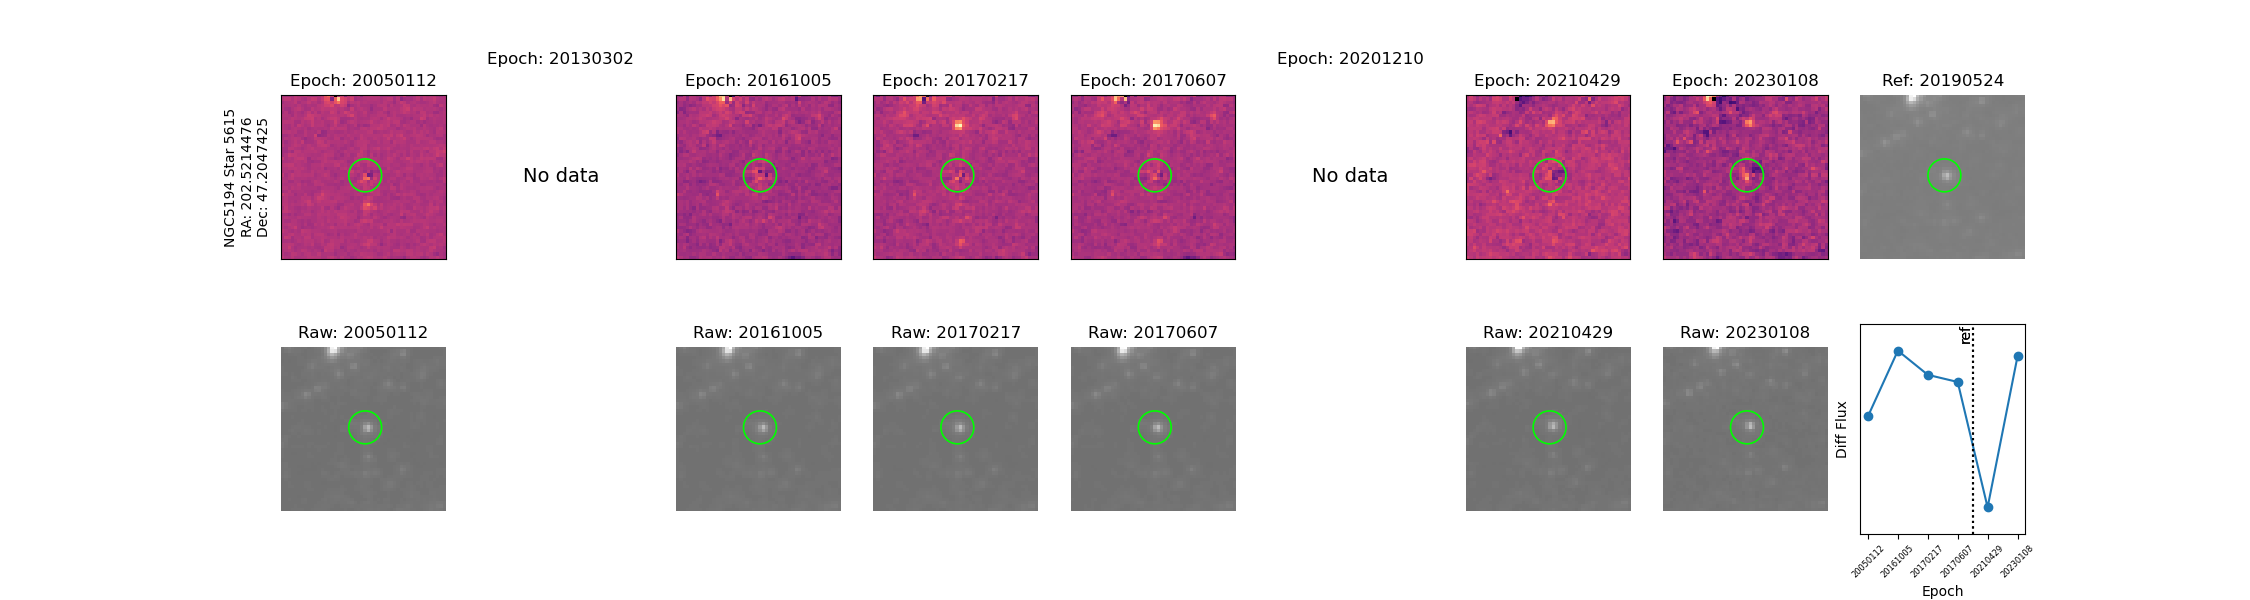 Epoch: 20130302
Epoch: 20201210
Epoch: 20050112
Epoch: 20161005
Epoch: 20170217
Epoch: 20170607
Epoch: 20210429
Epoch: 20230108
Ref: 20190524
NGC5194 Star 5615
RA: 202.5214476
Dec: 47.2047425
No data
No data
Raw: 20050112
Raw: 20161005
Raw: 20170217
Raw: 20170607
Raw: 20210429
Raw: 20230108
ref
Diff Flux
20050112
20161005
20170217
20170607
20210429
20230108
Epoch